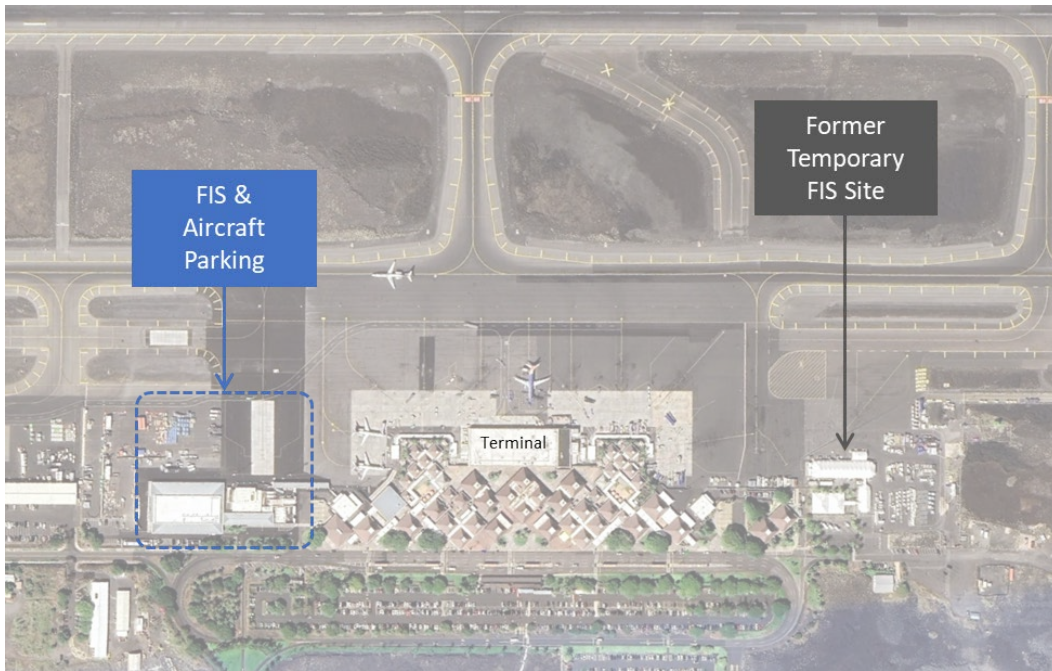 FIS &
Aircraft
Parking
Former
Temporary
FIS Site
Terminal